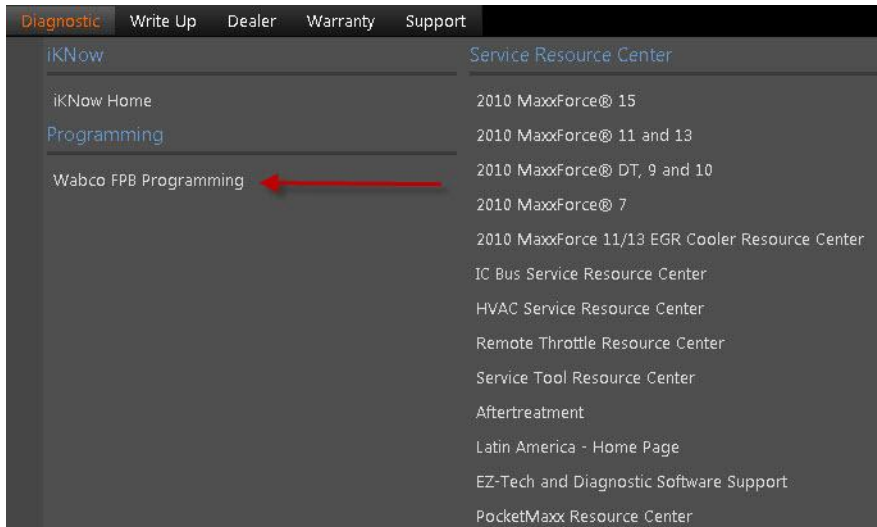 Diagnostic Write Up Dealer Warranty Support
iKNow
iKNow Home
Programming
Wabco FPB Programming
Service Resource Center
2010 MaxxForce® 15
2010 MaxxForce® 11 and 13
2010 MaxxForce® DT, 9 and 10
2010 MaxxForce® 7
2010 MaxxForce 11/13 EGR Cooler Resource Center
IC Bus Service Resource Center
HVAC Service Resource Center
Remote Throttle Resource Center
Service Tool Resource Center
Aftertreatment
Latin America - Home Page
EZ-Tech and Diagnostic Software Support
PocketMaxx Resource Center